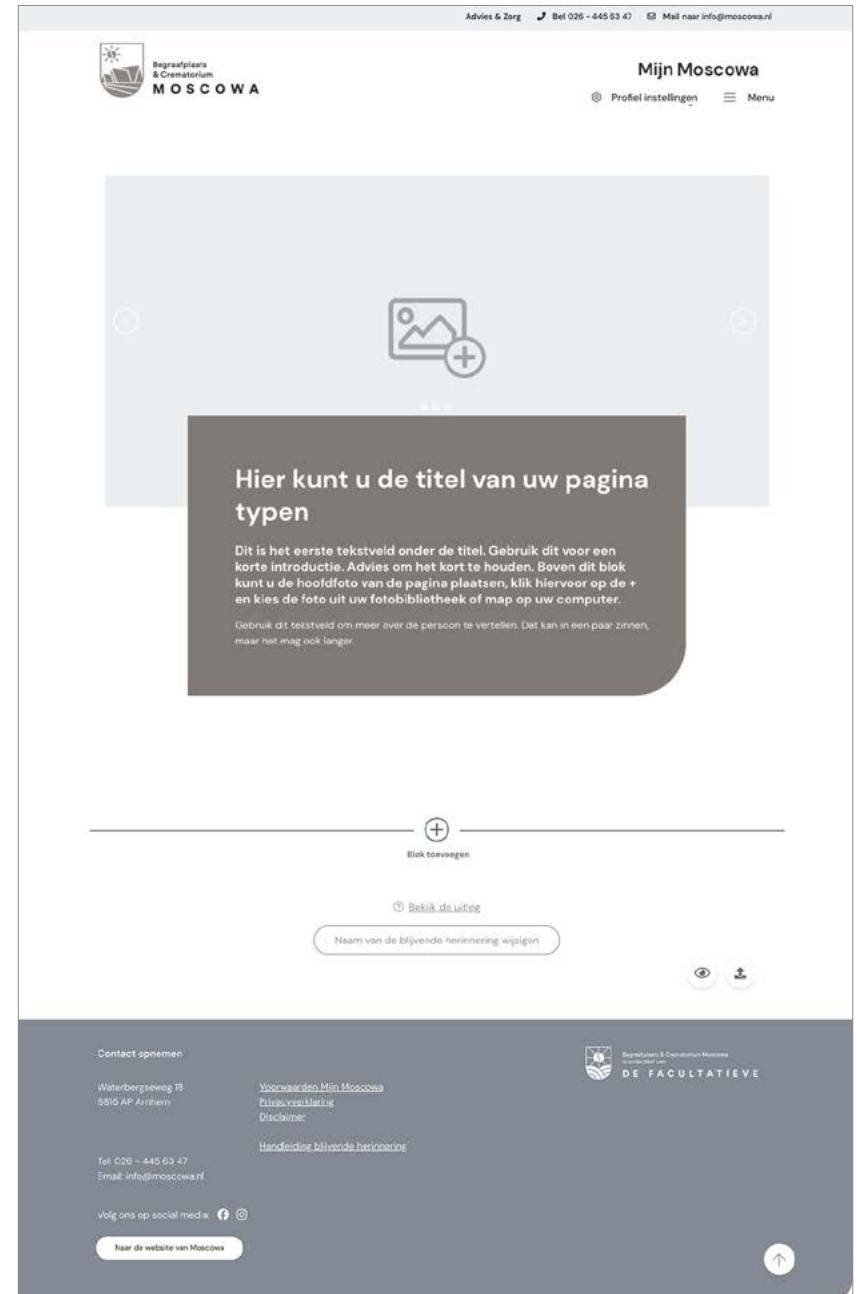 Advies & Zorg Bel 026 - 445 63 47 Mail naar info@moscowa.nl
Begraafplaats
& Crematorium
MOSCOWA
Mijn Moscowa
Profiel instellingen Menu
Hier kunt u de titel van uw pagina
typen
Dit is het eerste tekstveld onder de titel. Gebruik dit voor een
korte introductie. Advies om het kort te houden. Boven dit blok
kunt u de hoofdfoto van de pagina plaatsen, klik hiervoor op de +
en kies de foto uit uw fotobibliotheek of map op uw computer.
Gebruik dit tekstveld om meer over de persoon te vertellen. Dat kan in een paar zinnen,
maar het mag ook langer.
Blok toevoegen
Bekijk de uitleg
Naam van de blijvende herinnering wijzigen
Contact opnemen
Waterbergseweg 18
6815 AP Arnhem
Tel: 026 - 445 63 47
Email: info@moscowa.nl
Volg ons op social media:
Naar de website van Moscowa
Voorwaarden Mijn Moscowa
Privacyverklaring
Disclaimer
Handleiding blijvende herinnering
Begraafplaats & Crematorium Moscowa
is onderdeel van
DE FACULTATIEVE